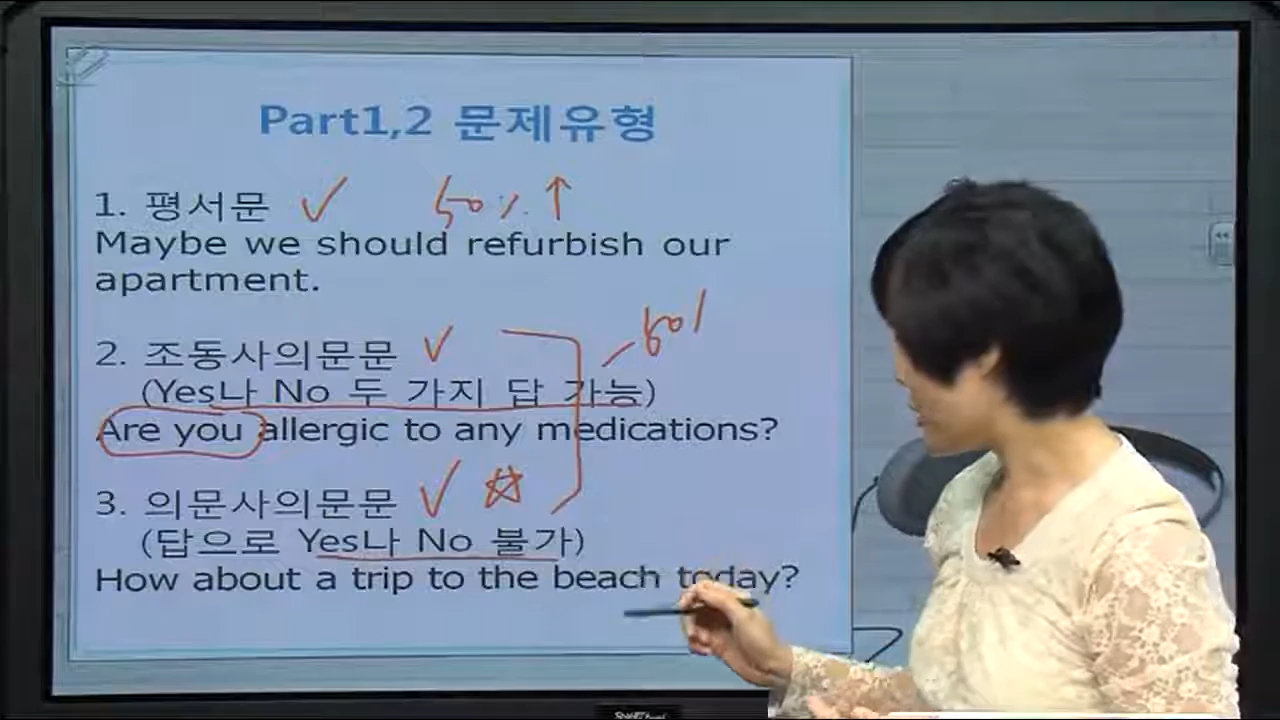 Part1,2 문제유형
1. 평서문 50% ↑
Maybe we should refurbish our
apartment.
2. 조동사의문문
(Yes나 No 두 가지 답 가능)
Are you allergic to any medications?
3. 의문사의문문
(답으로 Yes나 No 불가)
How about a trip to the beach today?